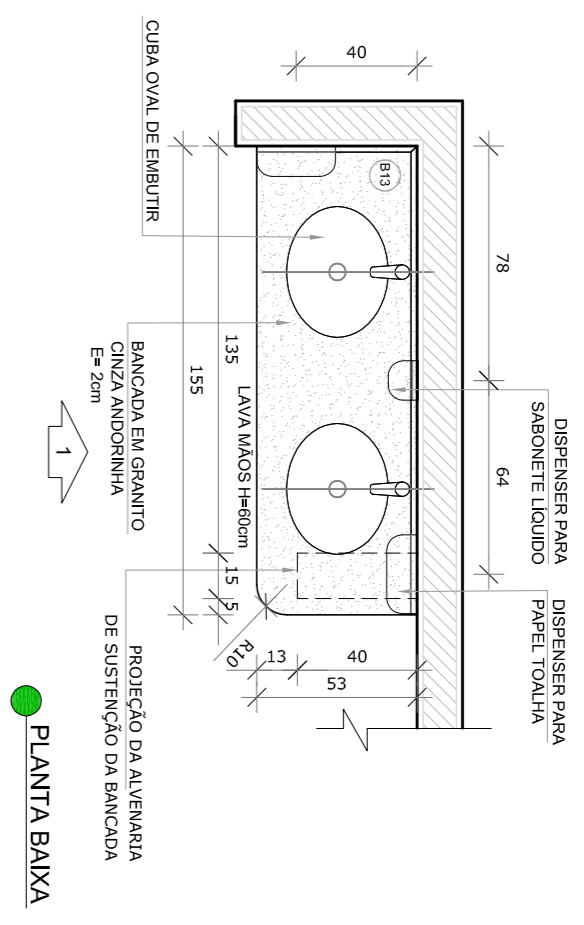 DISPENSER PARA
SABONETE LÍQUIDO
DISPENSER PARA
PAPEL TOALHA
78
64
40
B13
40
13
53
R10
LAVA MÃOS H=60cm
135
15
5
155
CUBA OVAL DE EMBUTIR
BANCADA EM GRANITO
CINZA ANDORINHA
E= 2cm
PROJEÇÃO DA ALVENARIA
DE SUSTENÇÃO DA BANCADA
1
PLANTA BAIXA